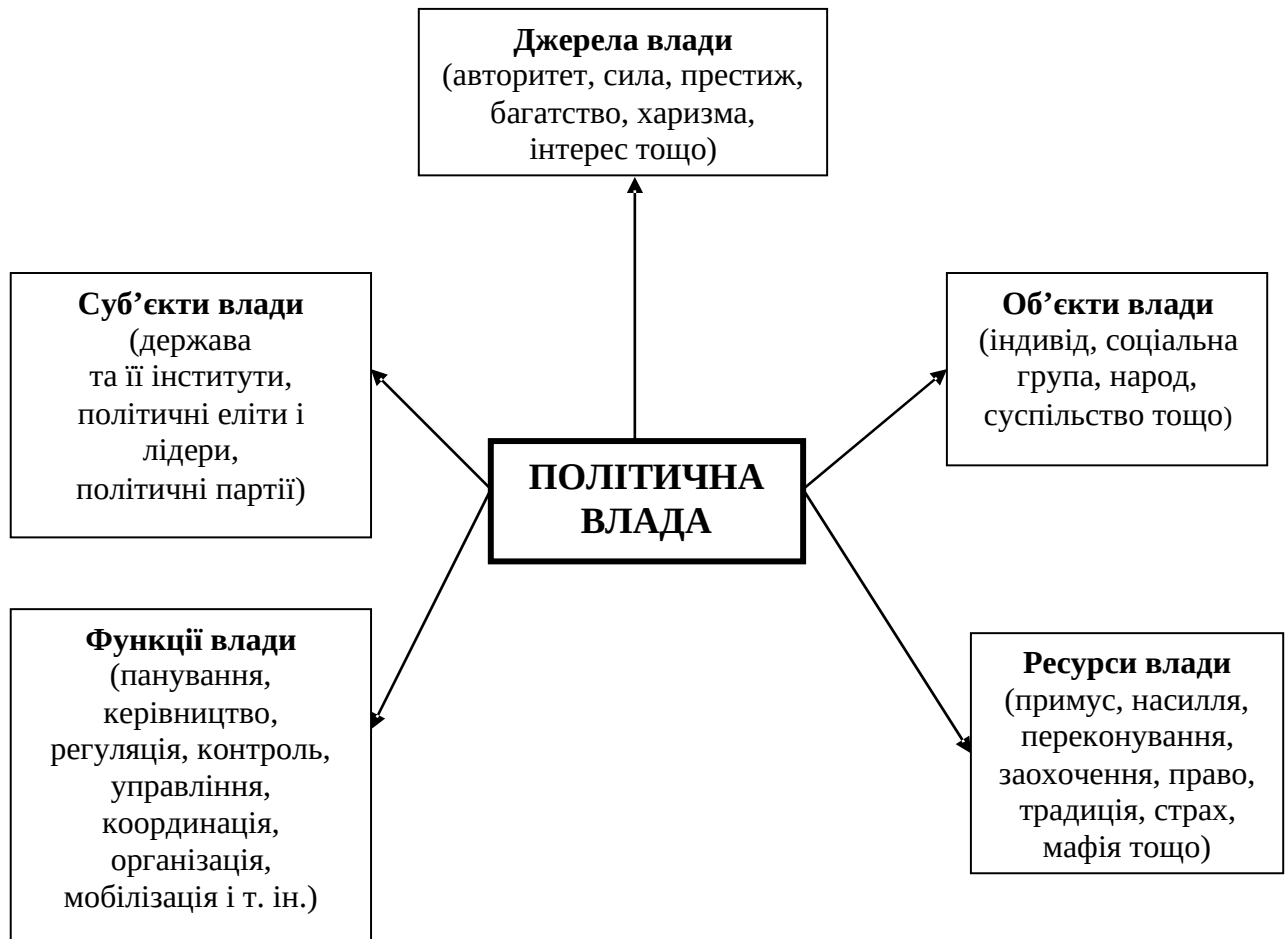 Джерела влади
(авторитет, сила, престиж,
багатство, харизма,
інтерес тощо)
Суб’єкти влади
(держава
та її інститути,
політичні еліти і
лідери,
політичні партії)
Об’єкти влади
(індивід, соціальна
група, народ,
суспільство тощо)
ПОЛІТИЧНА
ВЛАДА
Функції влади
(панування,
керівництво,
регуляція, контроль,
управління,
координація,
організація,
мобілізація і т. ін.)
Ресурси влади
(примус, насилля,
переконування,
заохочення, право,
традиція, страх,
мафія тощо)